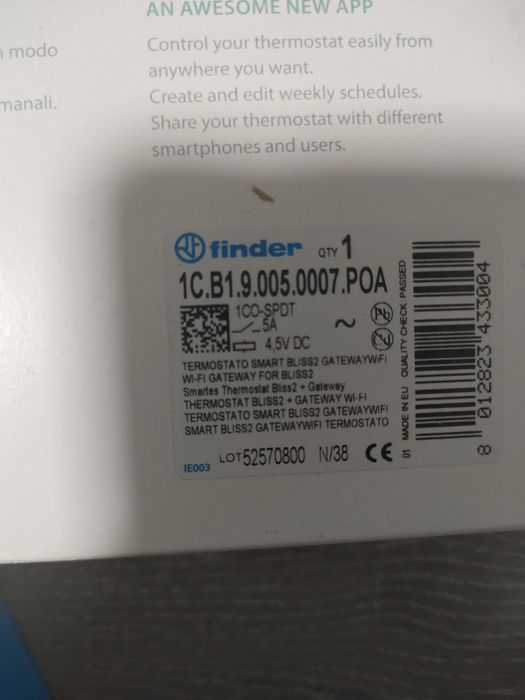 AN AWESOME NEW APP
modo
Control your thermostat easily from
anywhere you want.
manali.
Create and edit weekly schedules.
Share your thermostat with different
smartphones and users.
finder QTY 1
1C.B1.9.005.0007.POA
1CO-SPDT
5A ~
4,5V DC
TERMOSTATO SMART BLISS2 GATEWAYWiFi
WI-FI GATEWAY FOR BLISS2
Smartes Thermostat Bliss2 + Gateway
THERMOSTAT BLISS2 + GATEWAY WI-FI
TERMOSTATO SMART BLISS2 GATEWAYWIFI
SMART BLISS2 GATEWAYWIFI TERMOSTATO
IE003 LOT52570800 N/38 CE
05 MADE IN EU QUALITY CHECK: PASSED
8 012823 433004